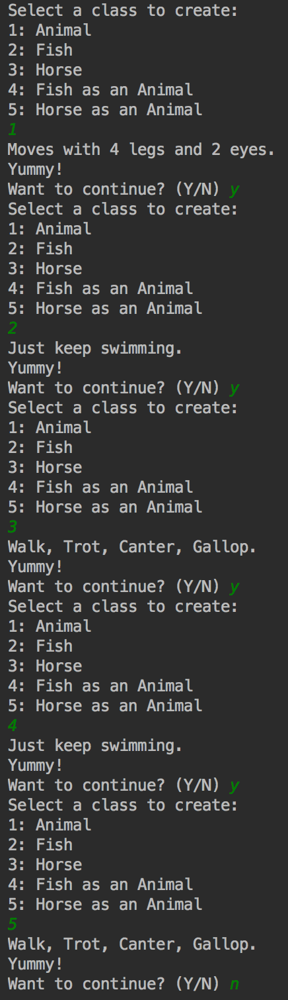 Select a class to create:
1: Animal
2: Fish
3: Horse
4: Fish as an Animal
5: Horse as an Animal
1
Moves with 4 legs and 2 eyes.
Yummy!
Want to continue? (Y/N) y
Select a class to create:
1: Animal
2: Fish
3: Horse
4: Fish as an Animal
5: Horse as an Animal
2
Just keep swimming.
Yummy!
Want to continue? (Y/N) y
Select a class to create:
1: Animal
2: Fish
3: Horse
4: Fish as an Animal
5: Horse as an Animal
3
Walk, Trot, Canter, Gallop.
Yummy!
Want to continue? (Y/N) y
Select a class to create:
1: Animal
2: Fish
3: Horse
4: Fish as an Animal
5: Horse as an Animal
4
Just keep swimming.
Yummy!
Want to continue? (Y/N) y
Select a class to create:
1: Animal
2: Fish
3: Horse
4: Fish as an Animal
5: Horse as an Animal
5
Walk, Trot, Canter, Gallop.
Yummy!
Want to continue? (Y/N) n